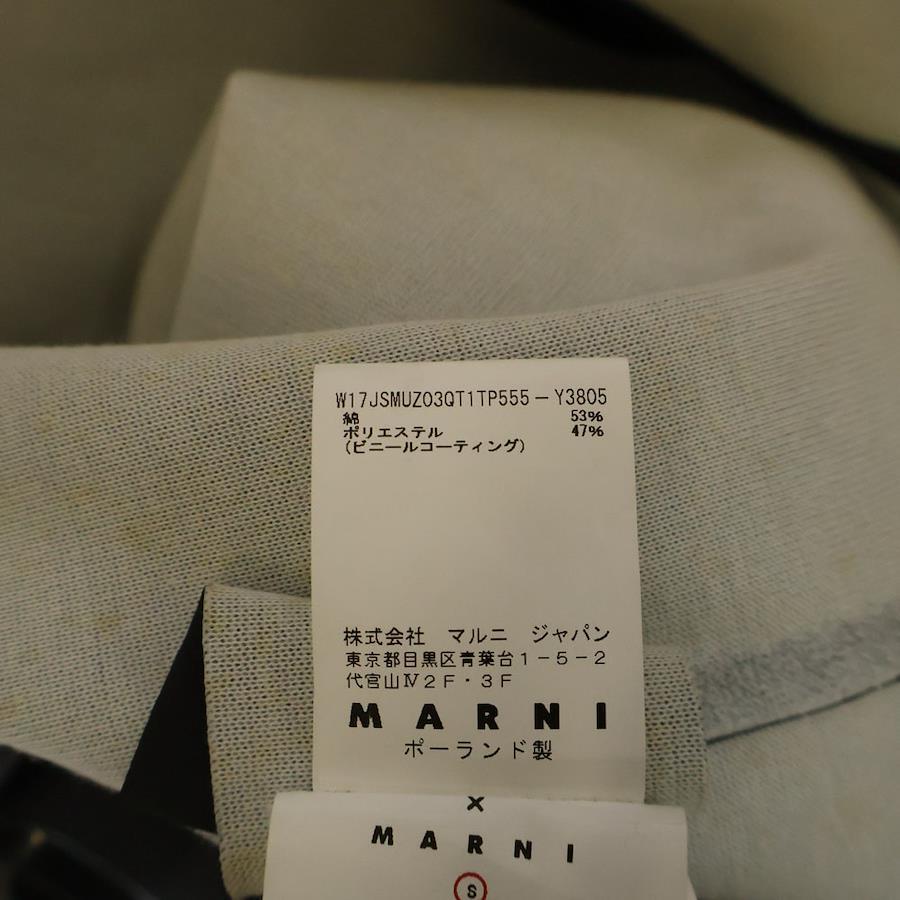 W17JSMUZ03QT1TP555－Y3805
綿 53%
ポリエステル 47%
(ビニールコーティング)
株式会社 マルニ ジャパン
東京都目黒区青葉台1－5－2
代官山Ⅳ2F・3F
MARNI
ポーランド製
X
MARNI
S